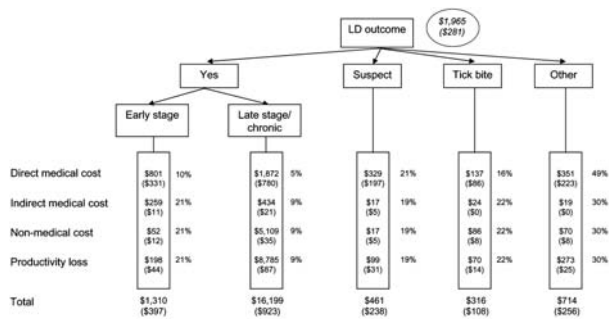 LD outcome
$1,965
($281)
Yes
Suspect
Tick bite
Other
Early stage
Late stage/
chronic
Direct medical cost $801 10% $1,872 5% $329 21% $137 16% $351 49%
($331) ($780) ($197) ($86) ($223)
Indirect medical cost $259 21% $434 9% $17 19% $24 22% $19 30%
($11) ($21) ($5) ($0) ($0)
Non-medical cost $52 21% $5,109 9% $17 19% $86 22% $70 30%
($12) ($35) ($5) ($8) ($8)
Productivity loss $198 21% $8,785 9% $99 19% $70 22% $273 30%
($44) ($87) ($31) ($14) ($25)
Total $1,310 $16,199 $461 $316 $714
($397) ($923) ($238) ($108) ($256)